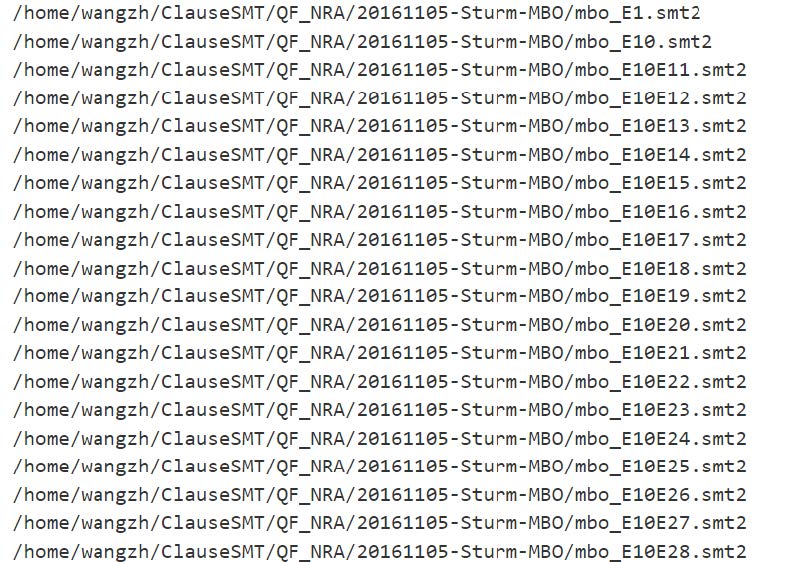 /home/wangzh/ClauseSMT/QF_NRA/20161105-Sturm-MBO/mbo_E1.smt2
/home/wangzh/ClauseSMT/QF_NRA/20161105-Sturm-MBO/mbo_E10.smt2
/home/wangzh/ClauseSMT/QF_NRA/20161105-Sturm-MBO/mbo_E10E11.smt2
/home/wangzh/ClauseSMT/QF_NRA/20161105-Sturm-MBO/mbo_E10E12.smt2
/home/wangzh/ClauseSMT/QF_NRA/20161105-Sturm-MBO/mbo_E10E13.smt2
/home/wangzh/ClauseSMT/QF_NRA/20161105-Sturm-MBO/mbo_E10E14.smt2
/home/wangzh/ClauseSMT/QF_NRA/20161105-Sturm-MBO/mbo_E10E15.smt2
/home/wangzh/ClauseSMT/QF_NRA/20161105-Sturm-MBO/mbo_E10E16.smt2
/home/wangzh/ClauseSMT/QF_NRA/20161105-Sturm-MBO/mbo_E10E17.smt2
/home/wangzh/ClauseSMT/QF_NRA/20161105-Sturm-MBO/mbo_E10E18.smt2
/home/wangzh/ClauseSMT/QF_NRA/20161105-Sturm-MBO/mbo_E10E19.smt2
/home/wangzh/ClauseSMT/QF_NRA/20161105-Sturm-MBO/mbo_E10E20.smt2
/home/wangzh/ClauseSMT/QF_NRA/20161105-Sturm-MBO/mbo_E10E21.smt2
/home/wangzh/ClauseSMT/QF_NRA/20161105-Sturm-MBO/mbo_E10E22.smt2
/home/wangzh/ClauseSMT/QF_NRA/20161105-Sturm-MBO/mbo_E10E23.smt2
/home/wangzh/ClauseSMT/QF_NRA/20161105-Sturm-MBO/mbo_E10E24.smt2
/home/wangzh/ClauseSMT/QF_NRA/20161105-Sturm-MBO/mbo_E10E25.smt2
/home/wangzh/ClauseSMT/QF_NRA/20161105-Sturm-MBO/mbo_E10E26.smt2
/home/wangzh/ClauseSMT/QF_NRA/20161105-Sturm-MBO/mbo_E10E27.smt2
/home/wangzh/ClauseSMT/QF_NRA/20161105-Sturm-MBO/mbo_E10E28.smt2